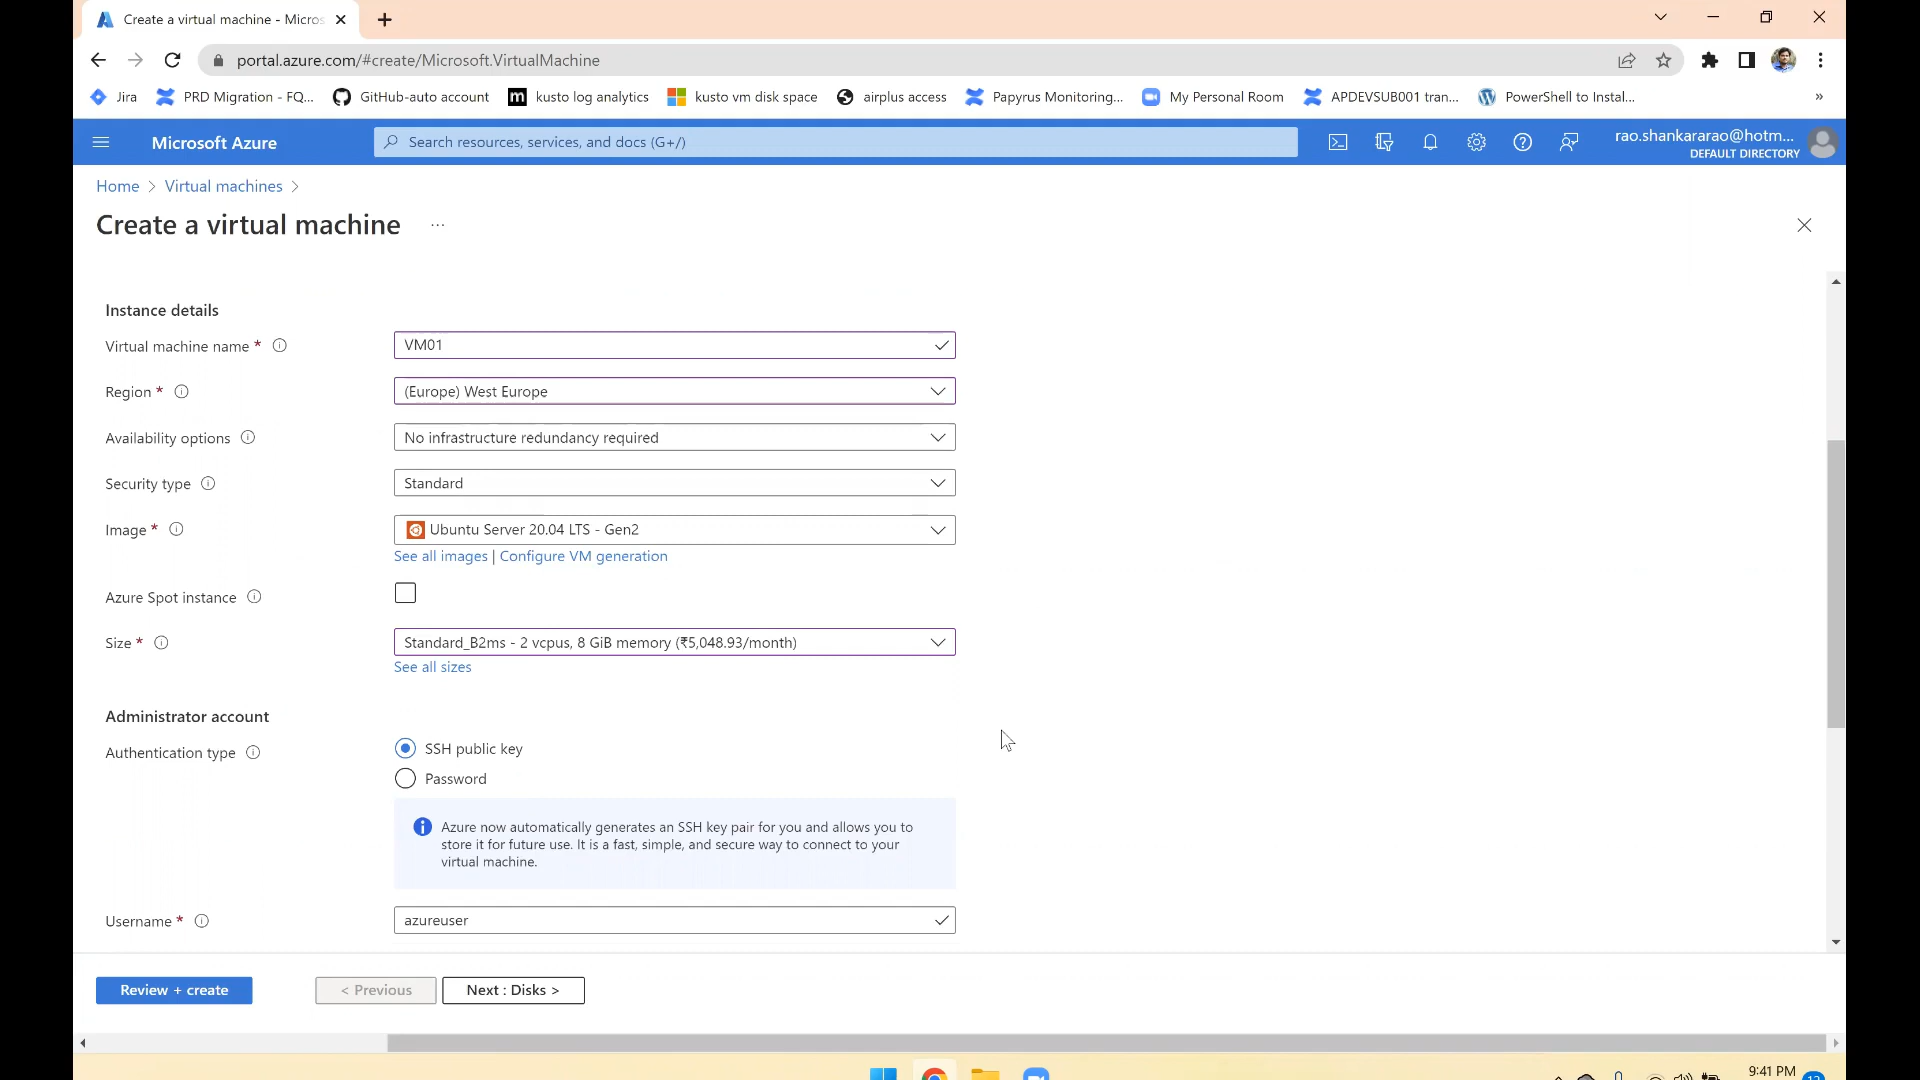 Create a virtual machine - Micros
portal.azure.com/#create/Microsoft.VirtualMachine
Jira
PRD Migration - FQ...
GitHub-auto account
kusto log analytics
kusto vm disk space
airplus access
Papyrus Monitoring...
My Personal Room
APDEVSUB001 tran...
PowerShell to Instal...
»
Microsoft Azure
Search resources, services, and docs (G+/)
rao.shankararao@hotm...
DEFAULT DIRECTORY
Home > Virtual machines >
Create a virtual machine ...
Instance details
Virtual machine name *
VM01
Region *
(Europe) West Europe
Availability options
No infrastructure redundancy required
Security type
Standard
Image *
Ubuntu Server 20.04 LTS - Gen2
See all images | Configure VM generation
Azure Spot instance
Size *
Standard_B2ms - 2 vcpus, 8 GiB memory (₹5,048.93/month)
See all sizes
Administrator account
Authentication type
SSH public key
Password
Azure now automatically generates an SSH key pair for you and allows you to
store it for future use. It is a fast, simple, and secure way to connect to your
virtual machine.
Username *
azureuser
Review + create
< Previous
Next : Disks >
9:41 PM